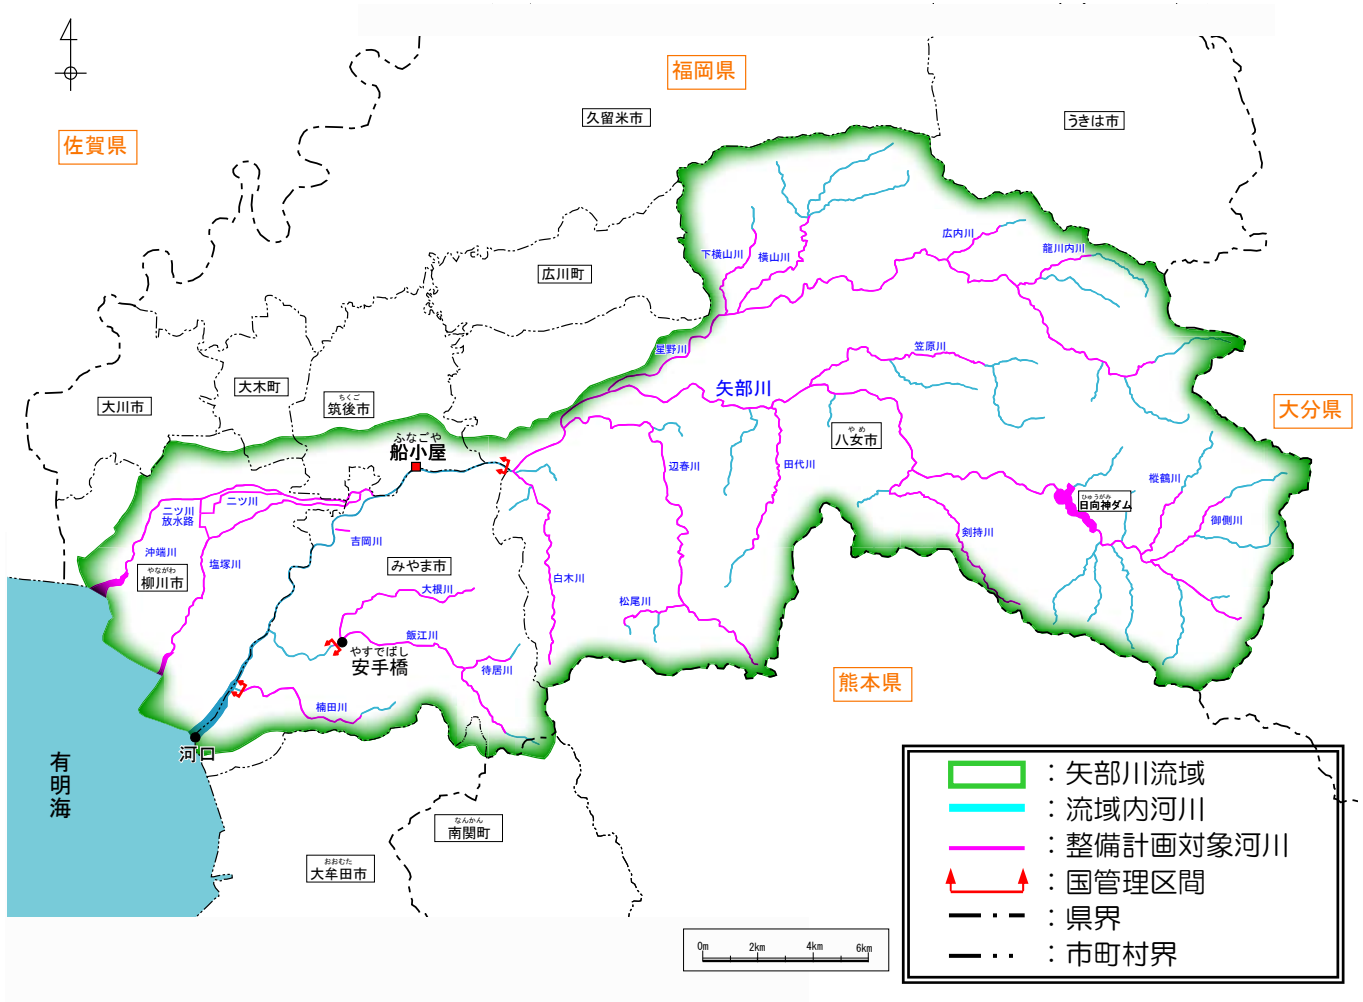 福岡県
久留米市
うきは市
佐賀県
広内川
龍川内川
下横山川
横山川
広川町
星野川
笠原川
大木町
矢部川
大川市
ちくご
筑後市
大分県
ふなごや
船小屋
やめ
八女市
辺春川
田代川
樅鶴川
二ツ川
二ツ川
放水路
ひゅうがみ
日向神ダム
御側川
剣持川
吉岡川
沖端川
塩塚川
みやま市
やながわ
柳川市
白木川
大根川
松尾川
飯江川
やすでばし
安手橋
待居川
熊本県
楠田川
河口
有明海
なんかん
南関町
おおむた
大牟田市
：矢部川流域
：流域内河川
：整備計画対象河川
：国管理区間
：県界
：市町村界
0m 2km 4km 6km